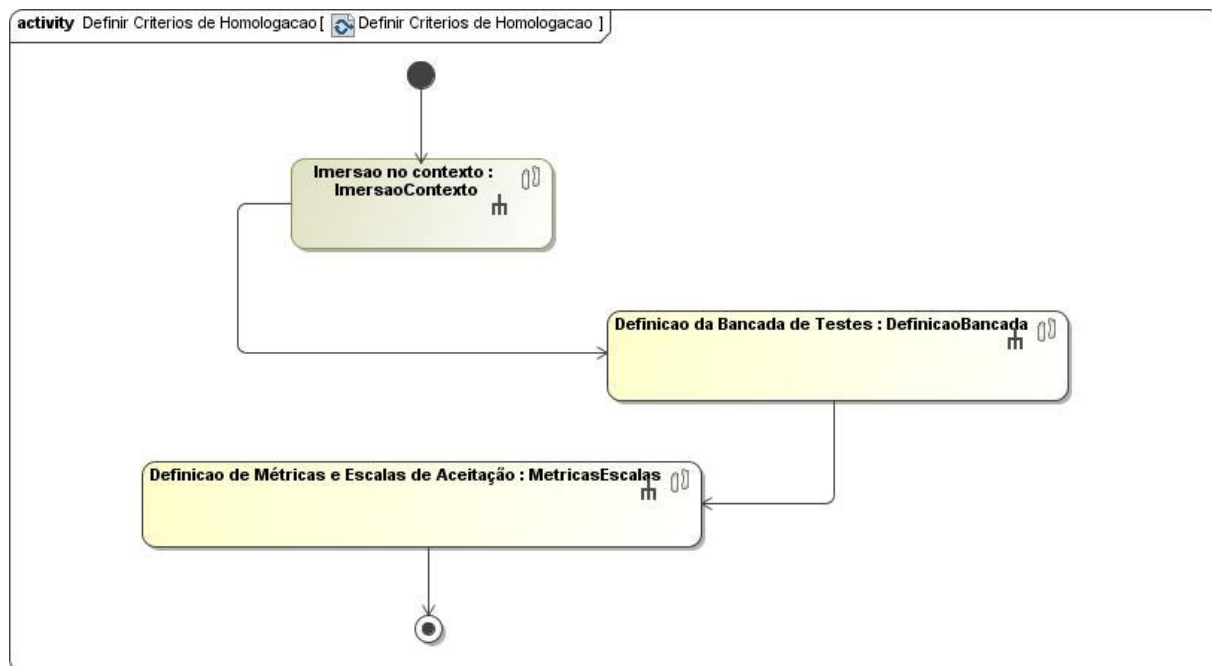 activity Definir Criterios de Homologacao [ Definir Criterios de Homologacao ]
Imersao no contexto :
ImersaoContexto
Definicao da Bancada de Testes : DefinicaoBancada
Definicao de Métricas e Escalas de Aceitação : MetricasEscalas